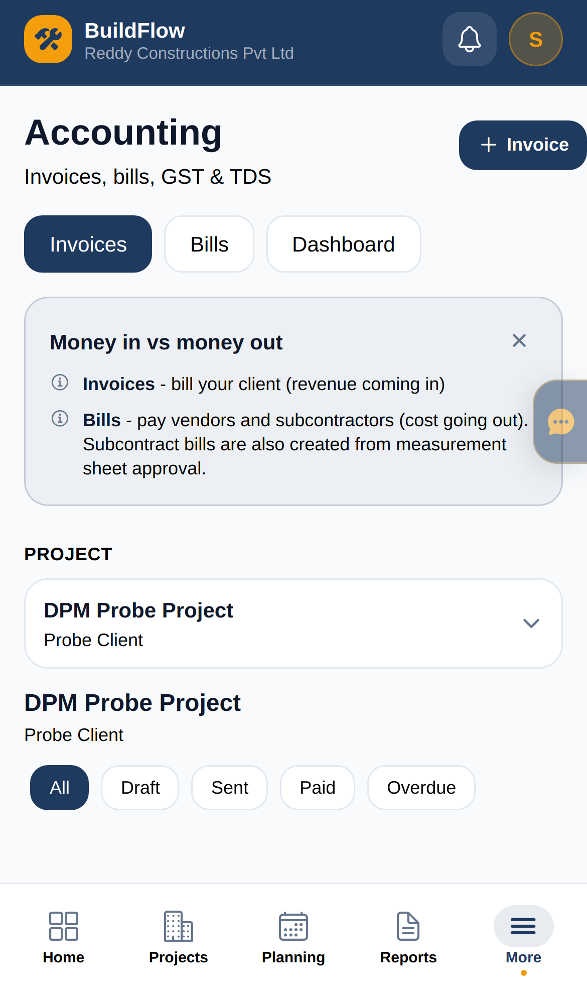 BuildFlow
Reddy Constructions Pvt Ltd
S
Accounting
Invoice
Invoices, bills, GST & TDS
Invoices
Bills
Dashboard
Money in vs money out
Invoices - bill your client (revenue coming in)
Bills - pay vendors and subcontractors (cost going out).
Subcontract bills are also created from measurement
sheet approval.
PROJECT
DPM Probe Project
Probe Client
DPM Probe Project
Probe Client
All
Draft
Sent
Paid
Overdue
Home
Projects
Planning
Reports
More